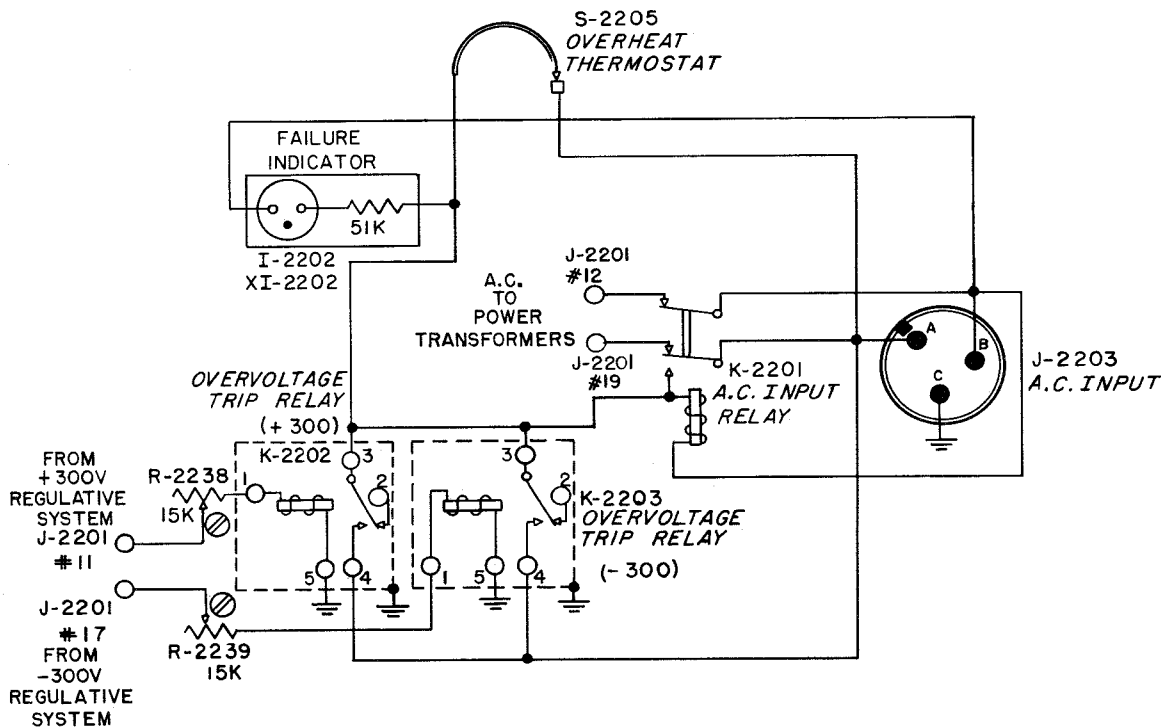 S-2205
OVERHEAT
THERMOSTAT
FAILURE
INDICATOR
51K
I-2202
XI-2202
J-2201
#12
A.C.
TO
POWER
TRANSFORMERS
J-2201
#19
K-2201
A.C. INPUT
RELAY
A
B
C
J-2203
A.C. INPUT
OVERVOLTAGE
TRIP RELAY
(+300)
K-2202
3
2
1
5
4
3
2
1
5
4
K-2203
OVERVOLTAGE
TRIP RELAY
(-300)
FROM
+300V
REGULATIVE
SYSTEM
J-2201
#11
R-2238
15K
J-2201
#17
FROM
-300V
REGULATIVE
SYSTEM
R-2239
15K